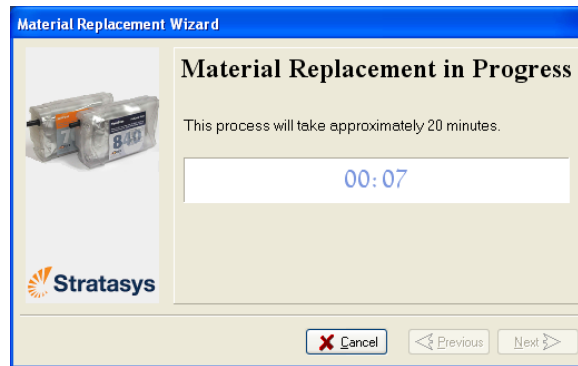 Material Replacement Wizard
Material Replacement in Progress
This process will take approximately 20 minutes.
840
00:07
Stratasys
Cancel
Previous
Next